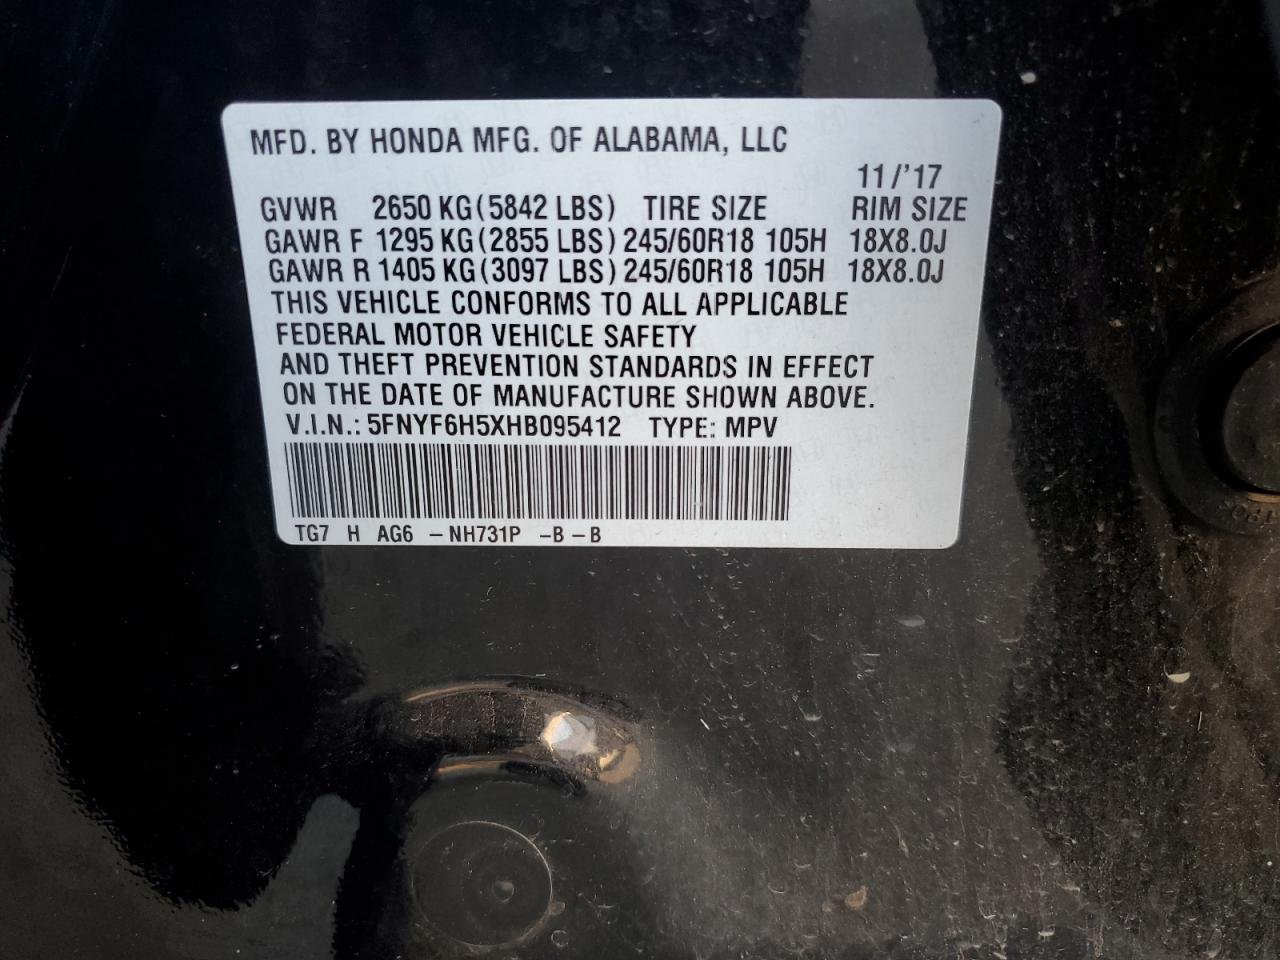 MFD. BY HONDA MFG. OF ALABAMA, LLC
11/'17
GVWR 2650 KG (5842 LBS) TIRE SIZE RIM SIZE
GAWR F 1295 KG (2855 LBS) 245/60R18 105H 18X8.0J
GAWR R 1405 KG (3097 LBS) 245/60R18 105H 18X8.0J
THIS VEHICLE CONFORMS TO ALL APPLICABLE
FEDERAL MOTOR VEHICLE SAFETY
AND THEFT PREVENTION STANDARDS IN EFFECT
ON THE DATE OF MANUFACTURE SHOWN ABOVE.
V.I.N.: 5FNYF6H5XHB095412 TYPE: MPV
TG7 H AG6 -NH731P -B-B